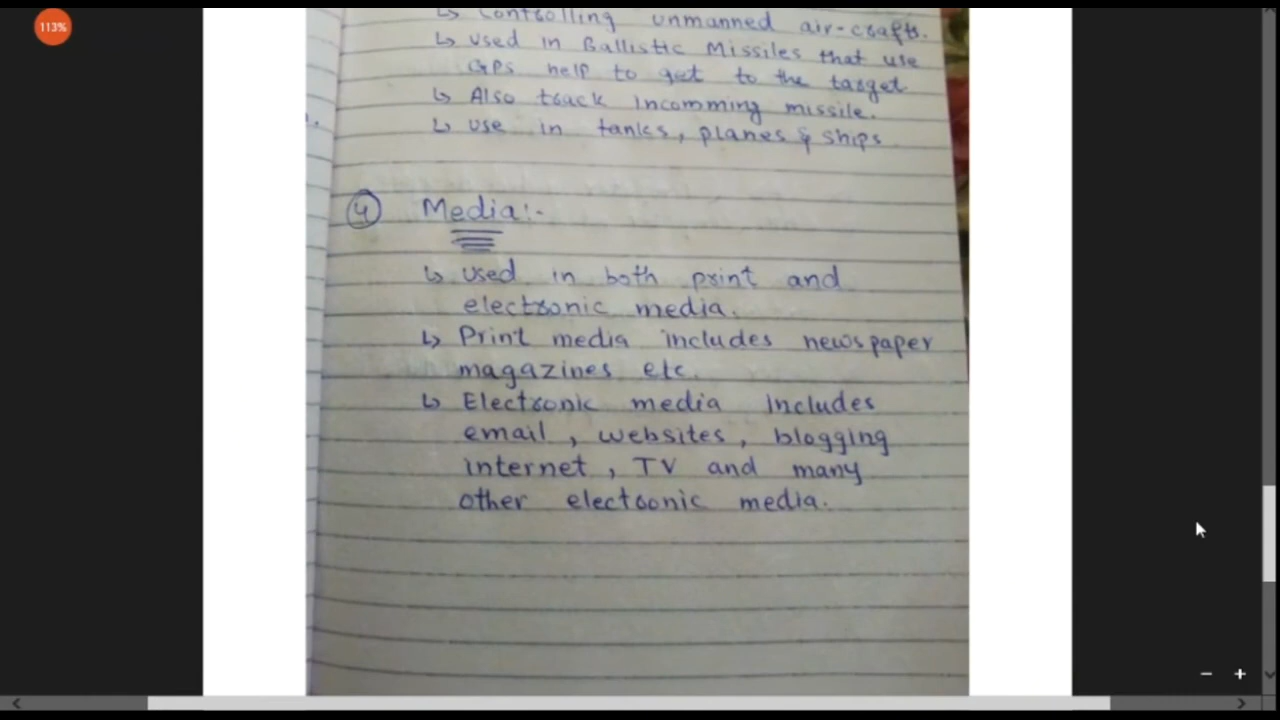 113%
↳ Controlling unmanned air-crafts.
↳ used in Ballistic Missiles that use
GPs help to get to the target
↳ Also track incomming missile.
↳ use in tanks, planes & ships
④ Media:-
↳ used in both print and
electronic media.
↳ Print media includes newspaper
magazines etc.
↳ Electronic media includes
email, websites, blogging
internet, TV and many
other electronic media.